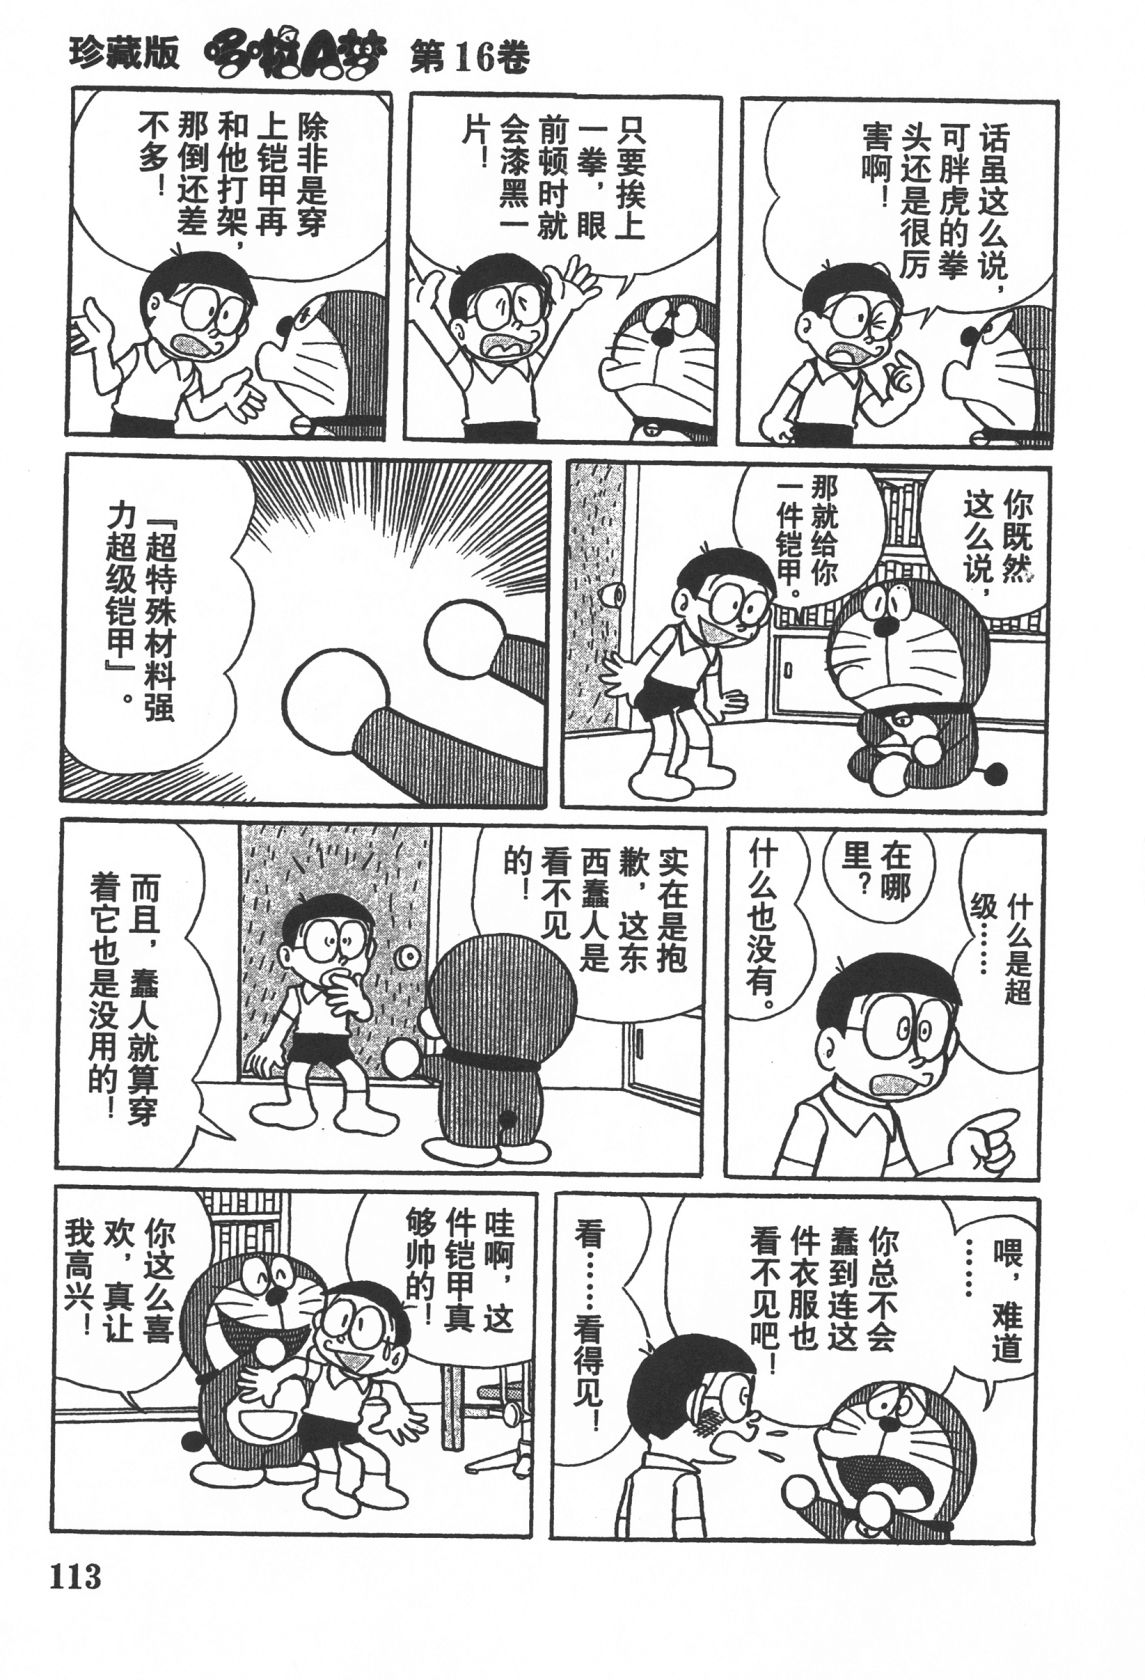 珍藏版 哆啦A梦 第16卷
话虽这么说，
可胖虎的拳
头还是很厉
害啊！
只要挨上
一拳，眼
前顿时就
会漆黑一
片！
除非是穿
上铠甲再
和他打架，
那倒还差
不多！
你既然
这么说，
那就给你
一件铠甲。
『超特殊材料强
力超级铠甲』。
什么是超
级……
在哪
里？
什么也没有。
实在是抱
歉，这东
西蠢人是
看不见
的！
而且，蠢人就算穿
着它也是没用的！
喂，难道
……
你总不会
蠢到连这
件衣服也
看不见吧！
看……看得见！
哇啊，这
件铠甲真
够帅的！
你这么喜
欢，真让
我高兴！
113